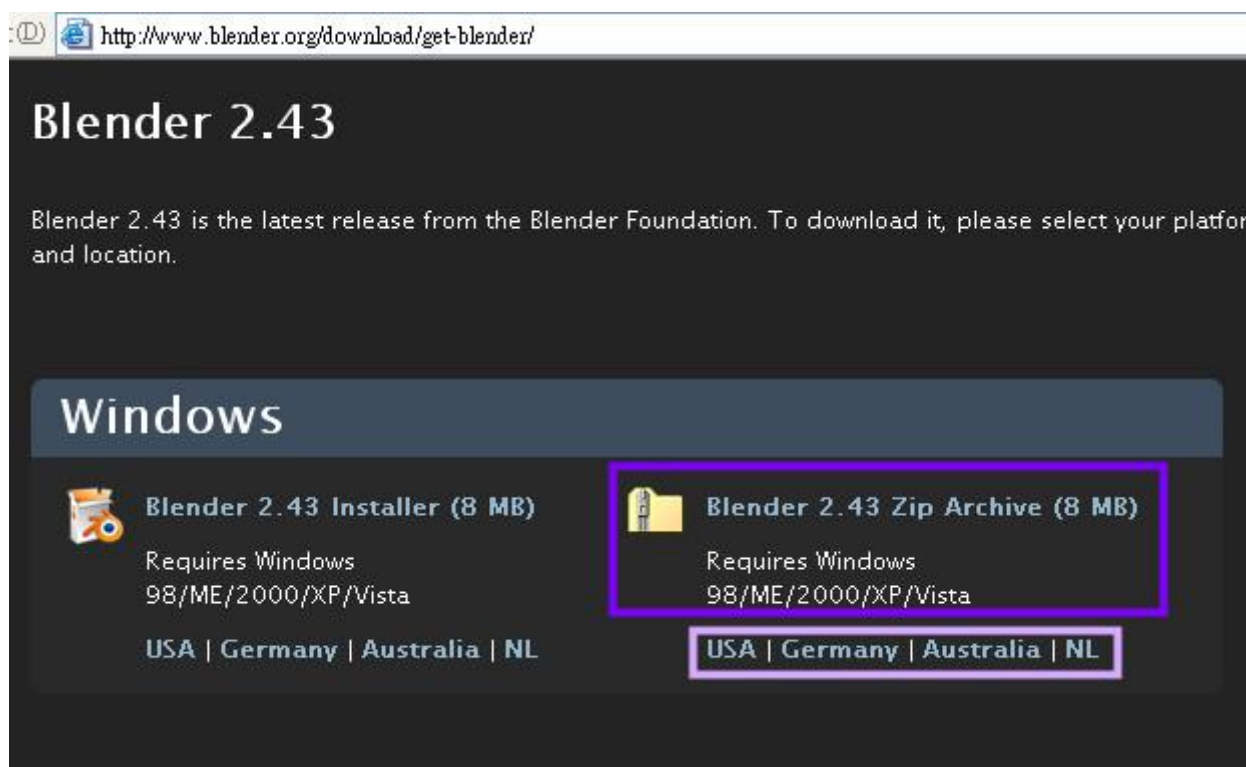 :(D) http://www.blender.org/download/get-blender/
Blender 2.43
Blender 2.43 is the latest release from the Blender Foundation. To download it, please select your platfor
and location.
Windows
Blender 2.43 Installer (8 MB)
Requires Windows
98/ME/2000/XP/Vista
USA | Germany | Australia | NL
Blender 2.43 Zip Archive (8 MB)
Requires Windows
98/ME/2000/XP/Vista
USA | Germany | Australia | NL